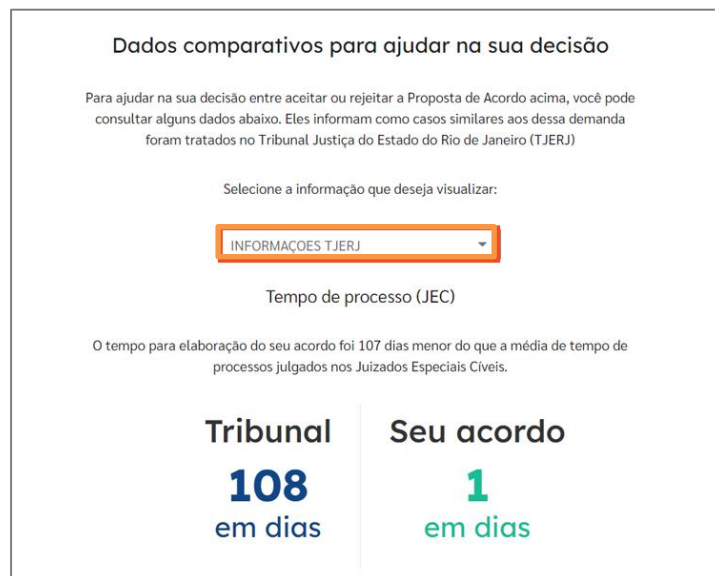 Dados comparativos para ajudar na sua decisão
Para ajudar na sua decisão entre aceitar ou rejeitar a Proposta de Acordo acima, você pode
consultar alguns dados abaixo. Eles informam como casos similares aos dessa demanda
foram tratados no Tribunal Justiça do Estado do Rio de Janeiro (TJERJ)
Selecione a informação que deseja visualizar:
INFORMAÇOES TJERJ
Tempo de processo (JEC)
O tempo para elaboração do seu acordo foi 107 dias menor do que a média de tempo de
processos julgados nos Juizados Especiais Cíveis.
Tribunal
108
em dias
Seu acordo
1
em dias